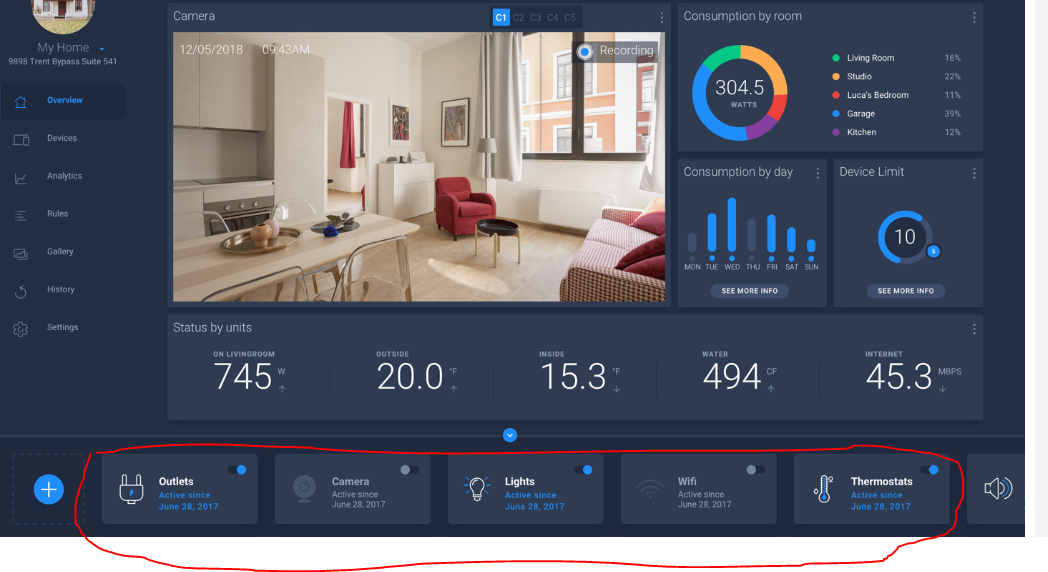 Camera
C1 C2 C3 C4 C5
12/05/2018 09:43AM
Recording
My Home
9898 Trent Bypass Suite 541
Overview
Devices
Analytics
Rules
Gallery
History
Settings
Consumption by room
304.5
WATTS
Living Room 16%
Studio 22%
Luca's Bedroom 11%
Garage 39%
Kitchen 12%
Consumption by day
MON TUE WED THU FRI SAT SUN
SEE MORE INFO
Device Limit
10
SEE MORE INFO
Status by units
ON LIVINGROOM
745 W
OUTSIDE
20.0 °F
INSIDE
15.3 °F
WATER
494 CF
INTERNET
45.3 MBPS
Outlets
Active since
June 28, 2017
Camera
Active since
June 28, 2017
Lights
Active since
June 28, 2017
Wifi
Active since
June 28, 2017
Thermostats
Active since
June 28, 2017